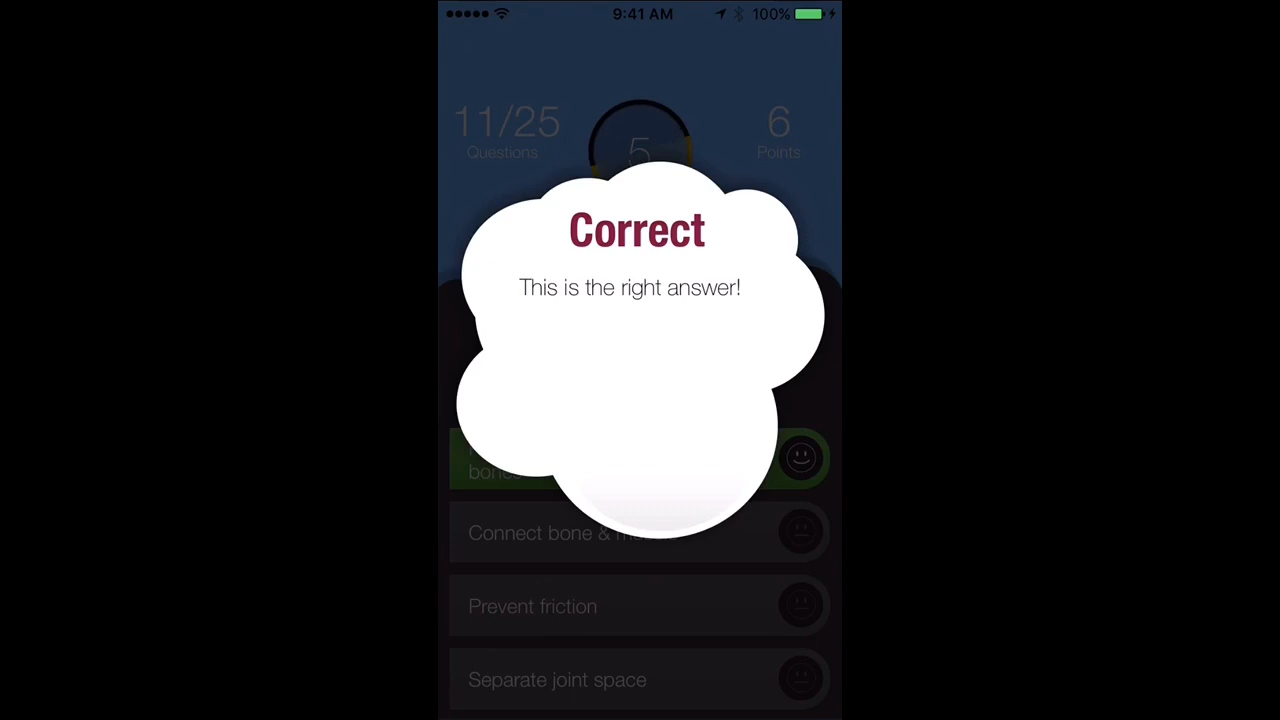 9:41 AM
100%
11/25
5
6
Questions
Points
Correct
This is the right answer!
Connect bone &
Prevent friction
Separate joint space